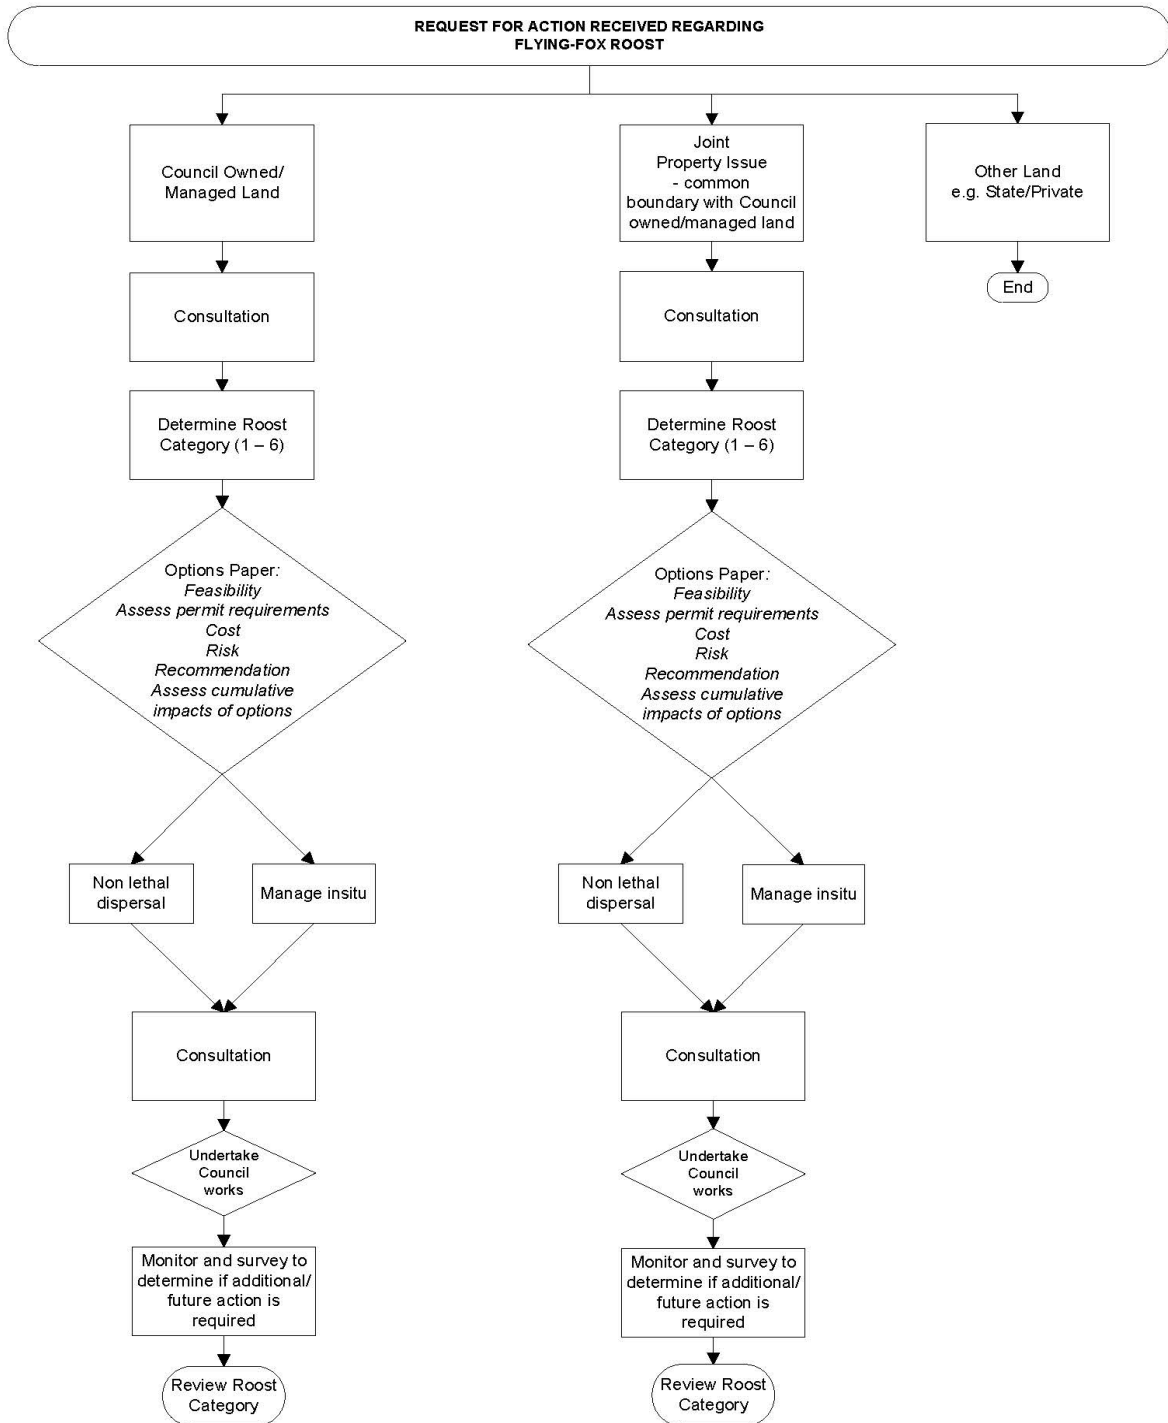 REQUEST FOR ACTION RECEIVED REGARDING
FLYING-FOX ROOST
Council Owned/
Managed Land
Consultation
Determine Roost
Category (1 – 6)
Options Paper:
Feasibility
Assess permit requirements
Cost
Risk
Recommendation
Assess cumulative
impacts of options
Non lethal
dispersal
Manage insitu
Consultation
Undertake
Council
works
Monitor and survey to
determine if additional/
future action is
required
Review Roost
Category
Joint
Property Issue
- common
boundary with Council
owned/managed land
Consultation
Determine Roost
Category (1 – 6)
Options Paper:
Feasibility
Assess permit requirements
Cost
Risk
Recommendation
Assess cumulative
impacts of options
Non lethal
dispersal
Manage insitu
Consultation
Undertake
Council
works
Monitor and survey to
determine if additional/
future action is
required
Review Roost
Category
Other Land
e.g. State/Private
End